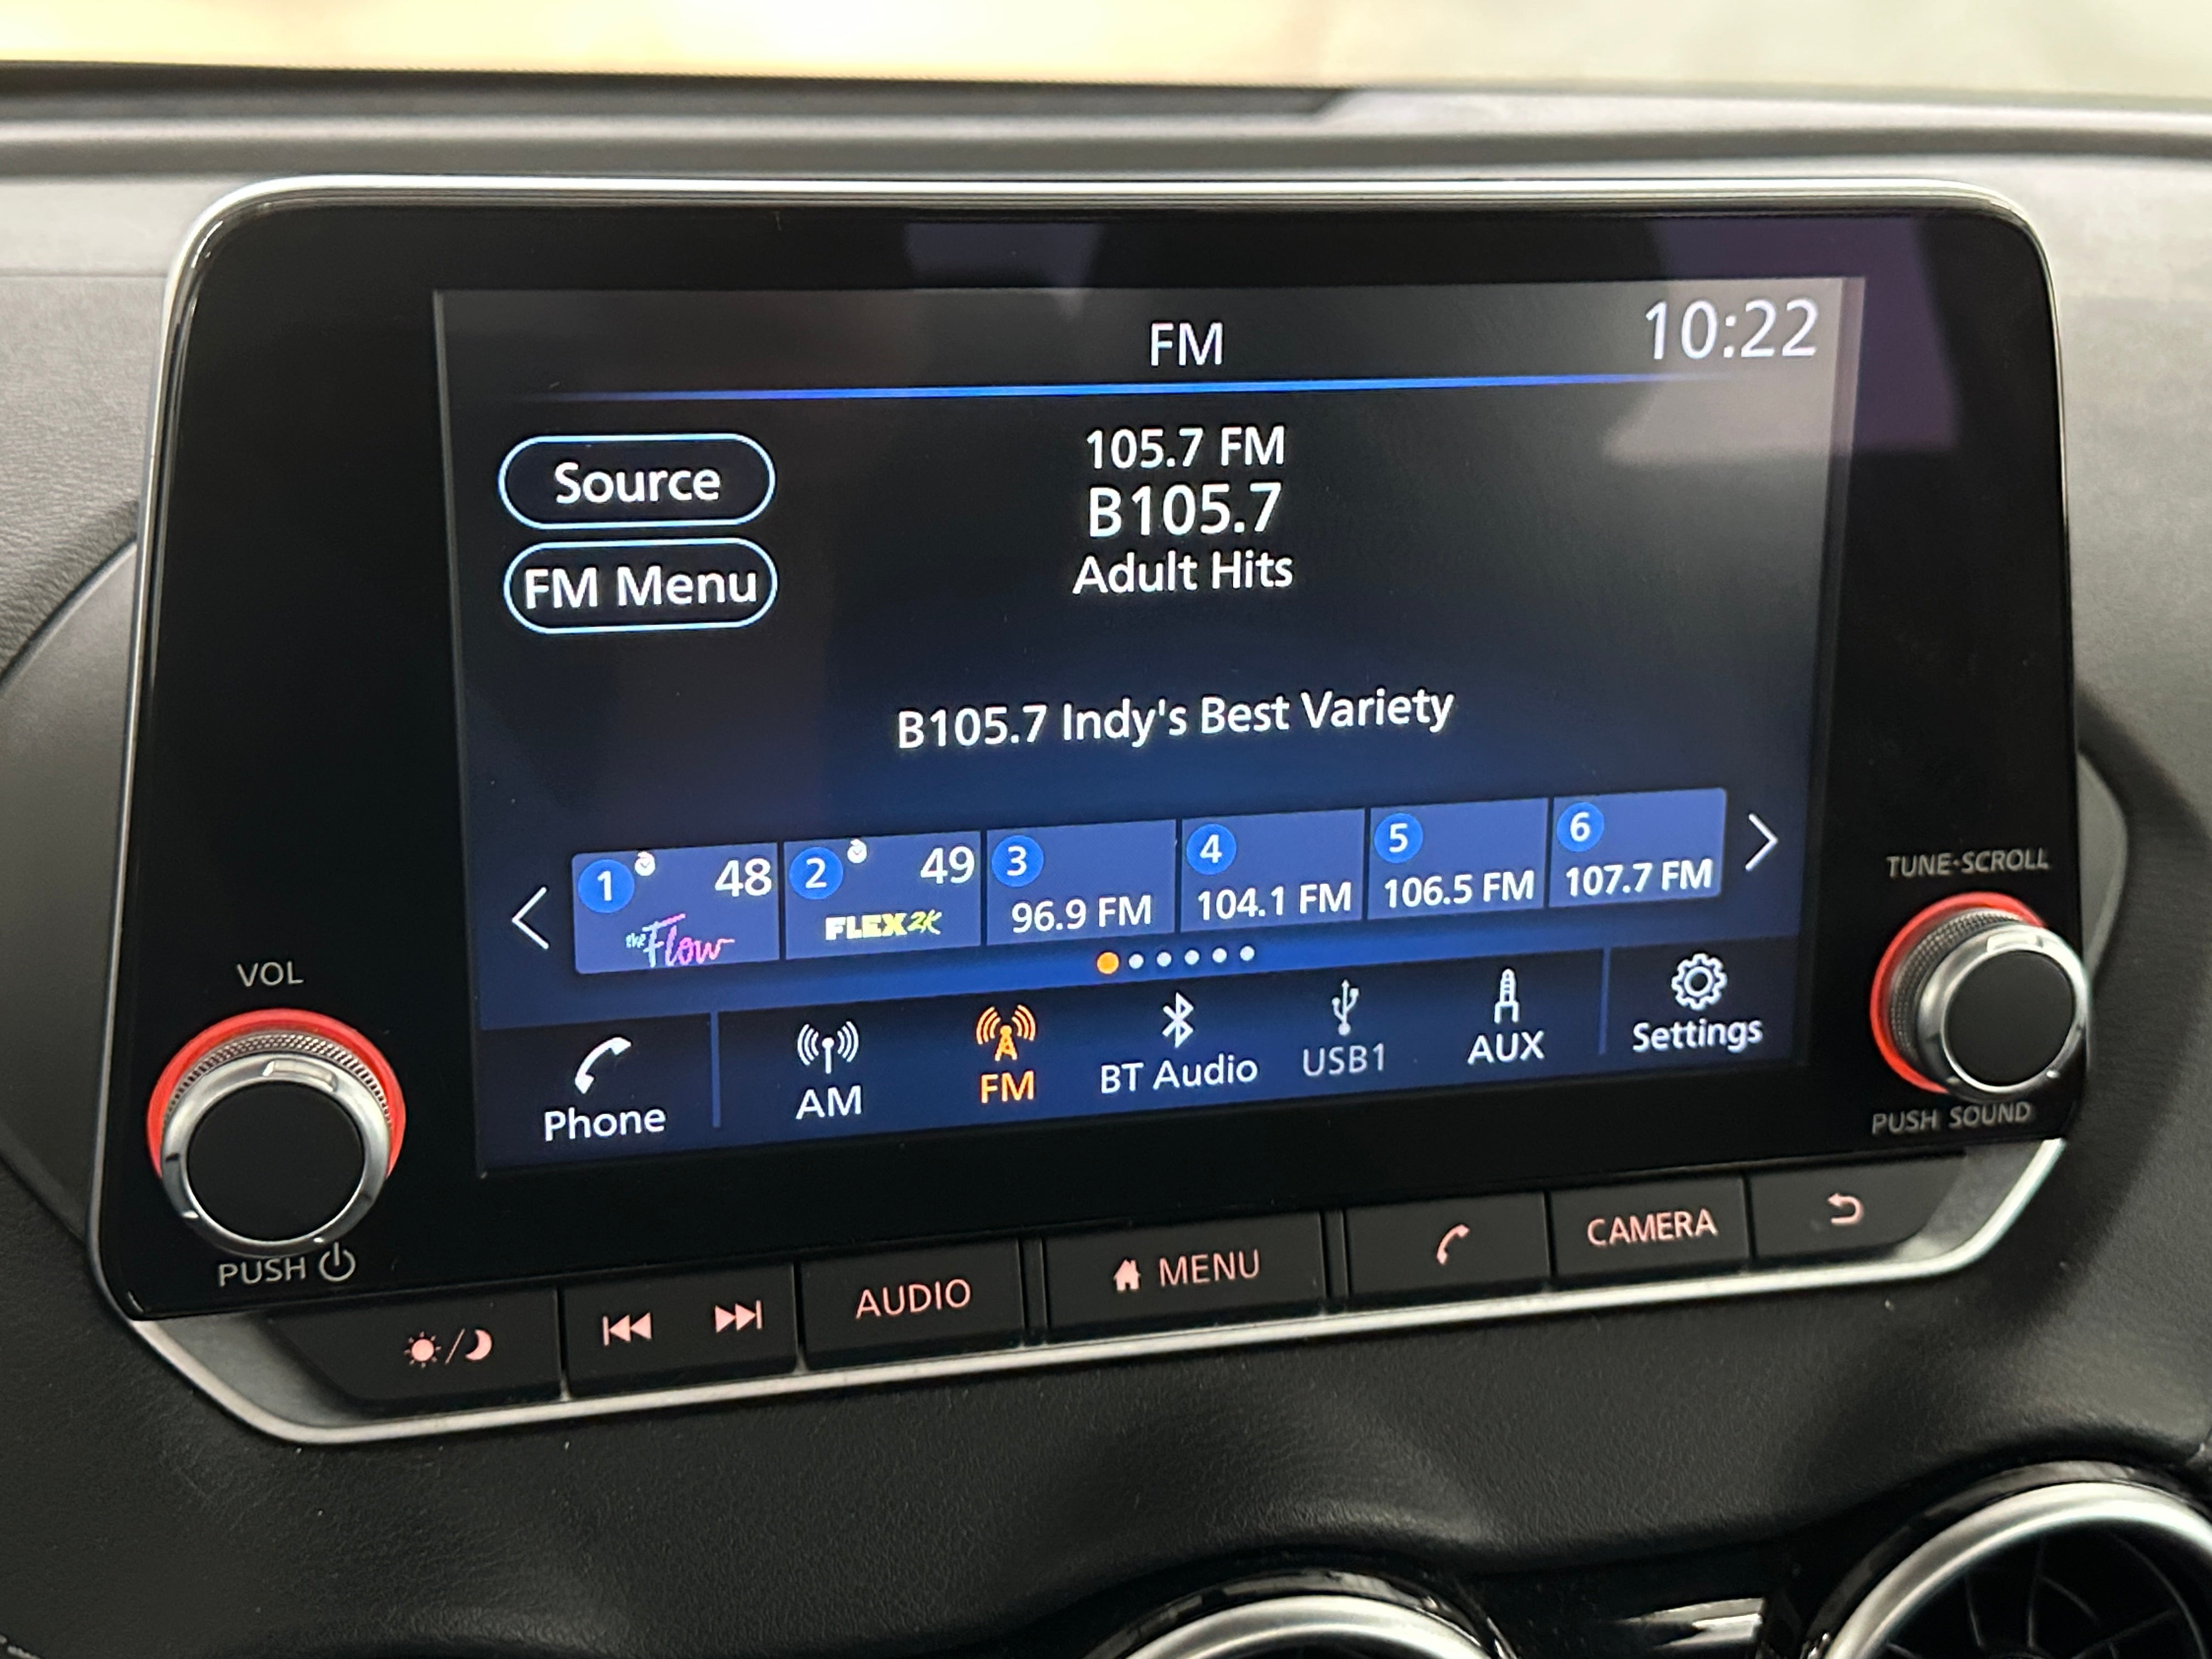 FM
10:22
Source
FM Menu
105.7 FM
B105.7
Adult Hits
B105.7 Indy's Best Variety
1 48
the Flow
2 49
FLEX2K
3
96.9 FM
4
104.1 FM
5
106.5 FM
6
107.7 FM
Phone
AM
FM
BT Audio
USB1
AUX
Settings
VOL
PUSH
TUNE·SCROLL
PUSH SOUND
AUDIO
MENU
CAMERA